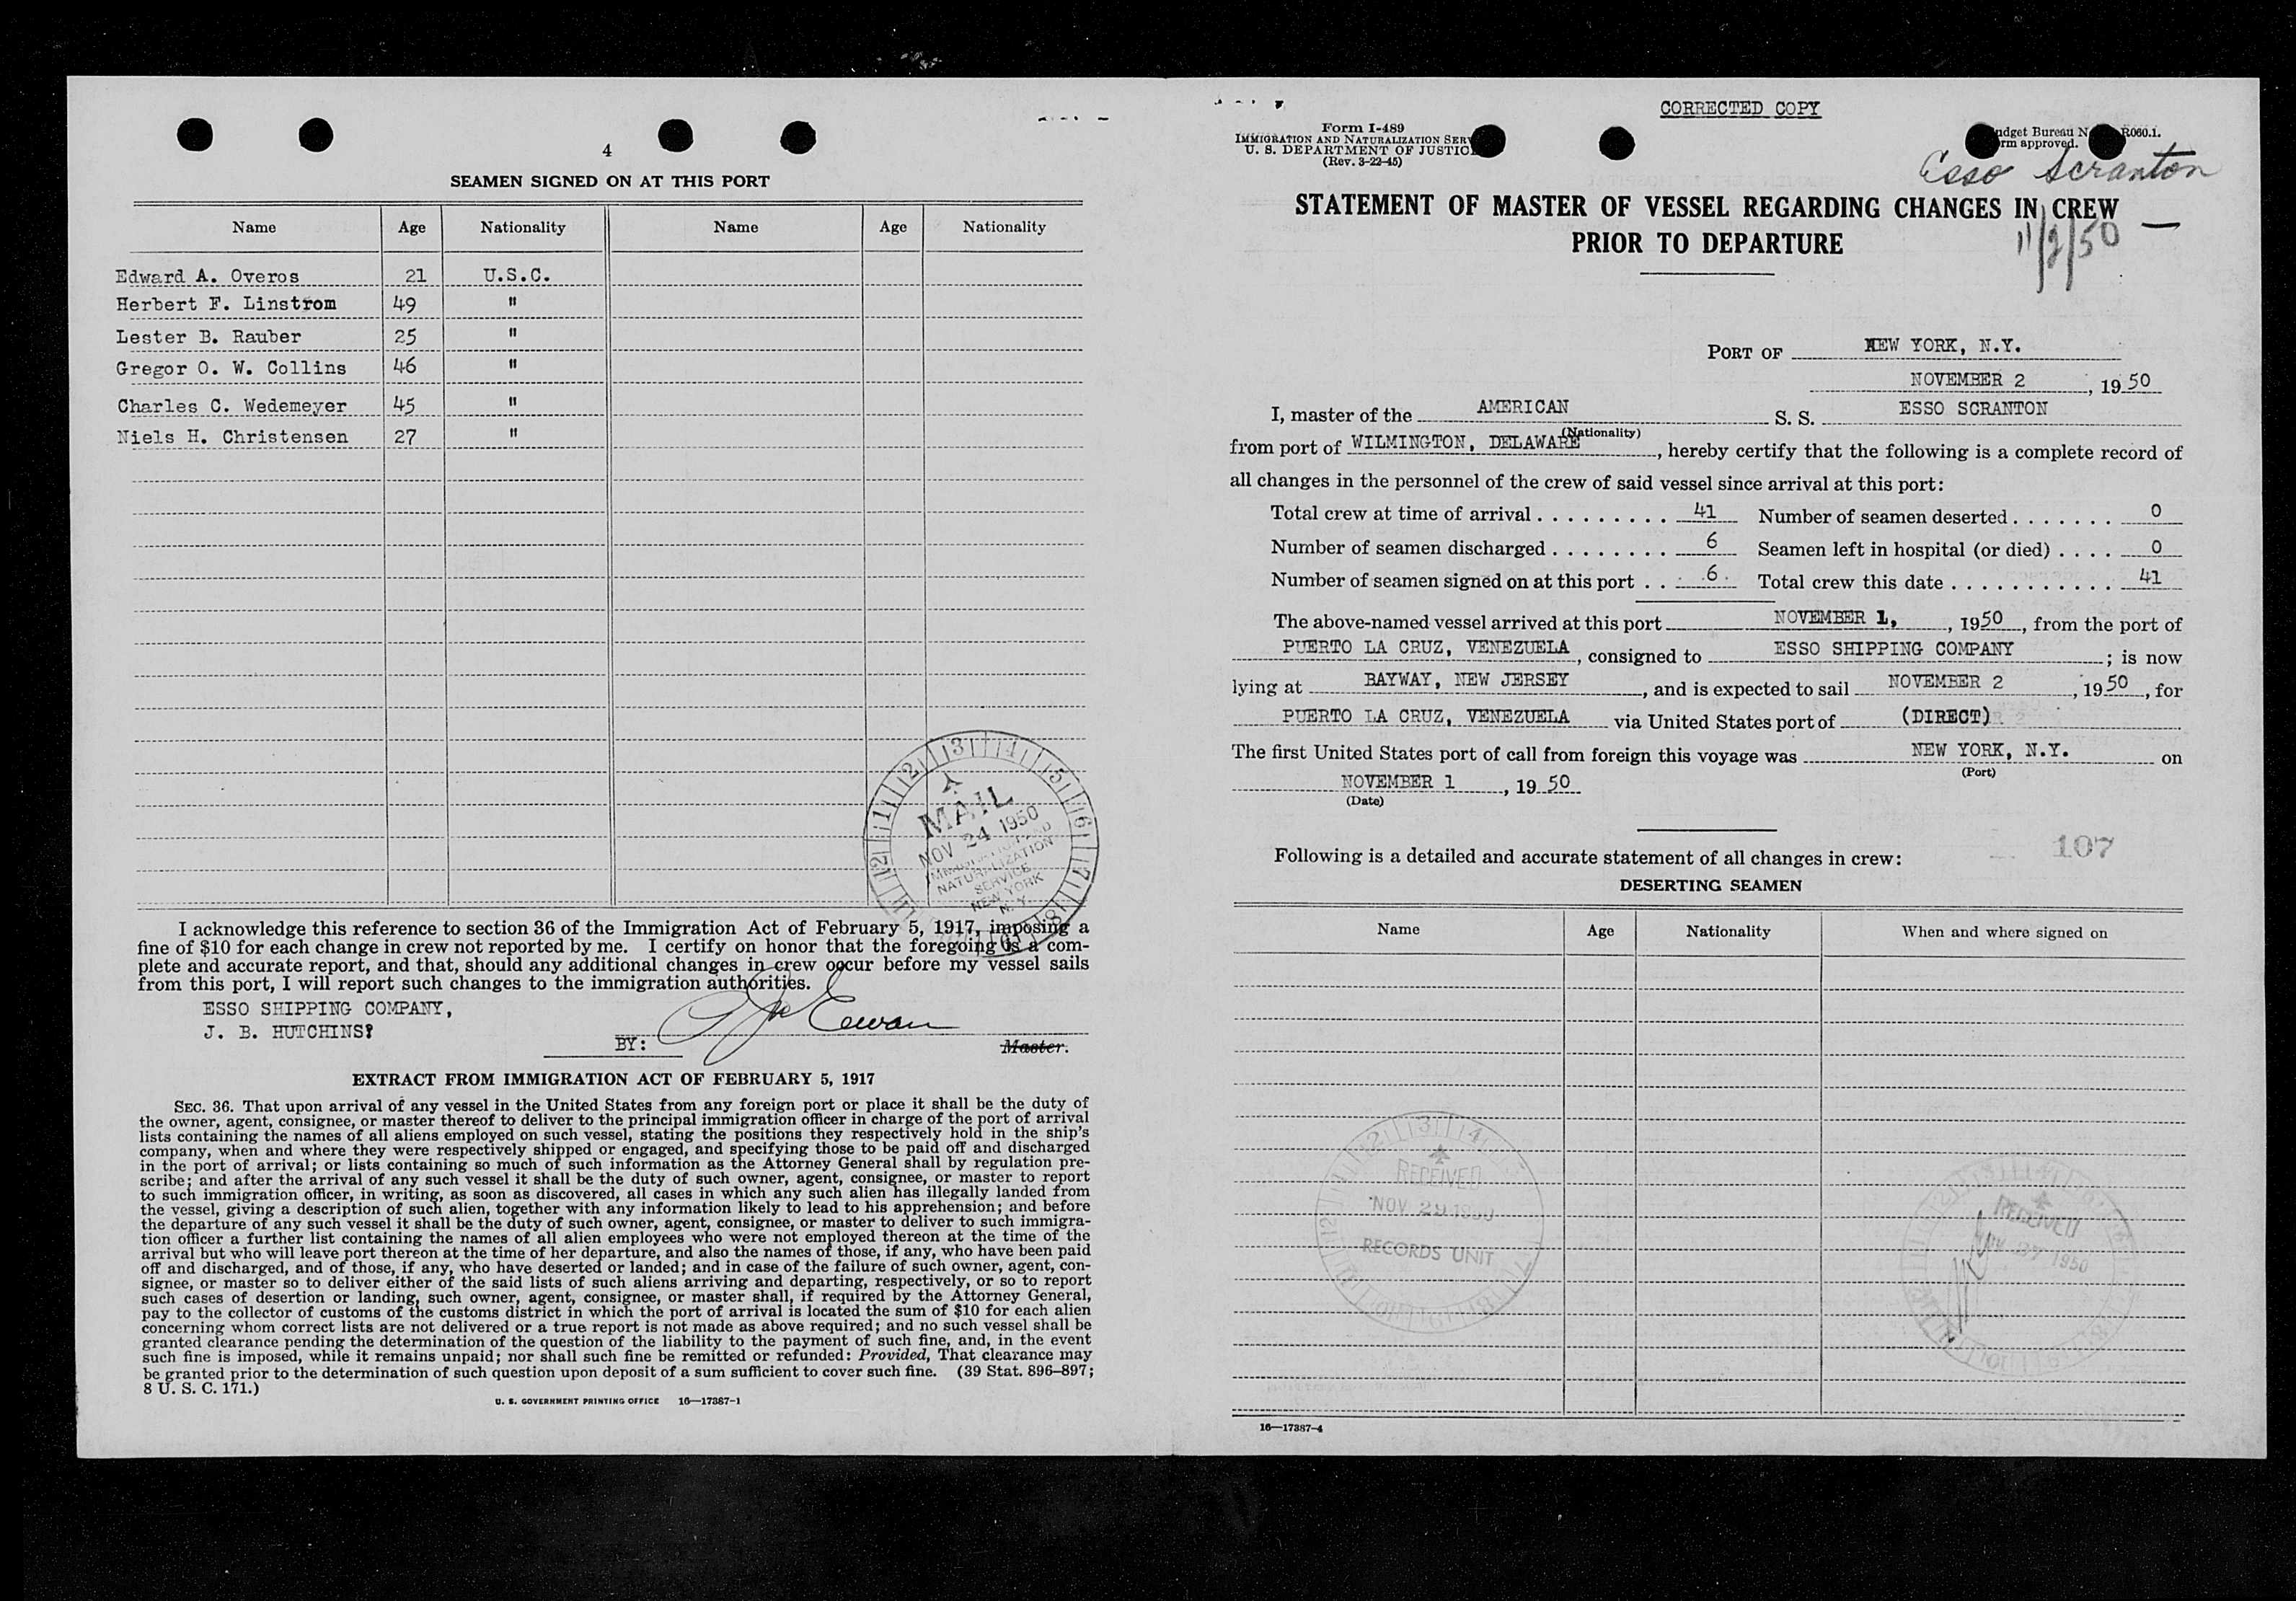 4
SEAMEN SIGNED ON AT THIS PORT
Name Age Nationality Name Age Nationality
Edward A. Overos 21 U.S.C.
Herbert F. Linstrom 49 "
Lester B. Rauber 25 "
Gregor O. W. Collins 46 "
Charles C. Wedemeyer 45 "
Niels H. Christensen 27 "
MAIL
NOV 24 1950
IMMIGRATION AND
NATURALIZATION
SERVICE
NEW YORK
N. Y.
I acknowledge this reference to section 36 of the Immigration Act of February 5, 1917, imposing a
fine of $10 for each change in crew not reported by me. I certify on honor that the foregoing is a com-
plete and accurate report, and that, should any additional changes in crew occur before my vessel sails
from this port, I will report such changes to the immigration authorities.
ESSO SHIPPING COMPANY,
J. B. HUTCHINS?
BY: Ewan
Master.
EXTRACT FROM IMMIGRATION ACT OF FEBRUARY 5, 1917
SEC. 36. That upon arrival of any vessel in the United States from any foreign port or place it shall be the duty of
the owner, agent, consignee, or master thereof to deliver to the principal immigration officer in charge of the port of arrival
lists containing the names of all aliens employed on such vessel, stating the positions they respectively hold in the ship's
company, when and where they were respectively shipped or engaged, and specifying those to be paid off and discharged
in the port of arrival; or lists containing so much of such information as the Attorney General shall by regulation pre-
scribe; and after the arrival of any such vessel it shall be the duty of such owner, agent, consignee, or master to report
to such immigration officer, in writing, as soon as discovered, all cases in which any such alien has illegally landed from
the vessel, giving a description of such alien, together with any information likely to lead to his apprehension; and before
the departure of any such vessel it shall be the duty of such owner, agent, consignee, or master to deliver to such immigra-
tion officer a further list containing the names of all alien employees who were not employed thereon at the time of the
arrival but who will leave port thereon at the time of her departure, and also the names of those, if any, who have been paid
off and discharged, and of those, if any, who have deserted or landed; and in case of the failure of such owner, agent, con-
signee, or master so to deliver either of the said lists of such aliens arriving and departing, respectively, or so to report
such cases of desertion or landing, such owner, agent, consignee, or master shall, if required by the Attorney General,
pay to the collector of customs of the customs district in which the port of arrival is located the sum of $10 for each alien
concerning whom correct lists are not delivered or a true report is not made as above required; and no such vessel shall be
granted clearance pending the determination of the question of the liability to the payment of such fine, and, in the event
such fine is imposed, while it remains unpaid; nor shall such fine be remitted or refunded: Provided, That clearance may
be granted prior to the determination of such question upon deposit of a sum sufficient to cover such fine. (39 Stat. 896-897;
8 U. S. C. 171.)
U. S. GOVERNMENT PRINTING OFFICE 16—17387-1
CORRECTED COPY
Form I-489
IMMIGRATION AND NATURALIZATION SERV
U. S. DEPARTMENT OF JUSTIC
(Rev. 3-22-45)
udget Bureau N R060.1.
rm approved.
Esso Scranton
STATEMENT OF MASTER OF VESSEL REGARDING CHANGES IN CREW
PRIOR TO DEPARTURE
11/2/50
PORT OF NEW YORK, N.Y.
NOVEMBER 2, 1950
I, master of the AMERICAN S. S. ESSO SCRANTON
(Nationality)
from port of WILMINGTON, DELAWARE, hereby certify that the following is a complete record of
all changes in the personnel of the crew of said vessel since arrival at this port:
Total crew at time of arrival 41 Number of seamen deserted 0
Number of seamen discharged 6 Seamen left in hospital (or died) 0
Number of seamen signed on at this port 6 Total crew this date 41
The above-named vessel arrived at this port NOVEMBER 1, 1950, from the port of
PUERTO LA CRUZ, VENEZUELA, consigned to ESSO SHIPPING COMPANY; is now
lying at BAYWAY, NEW JERSEY, and is expected to sail NOVEMBER 2, 1950, for
PUERTO LA CRUZ, VENEZUELA via United States port of (DIRECT)
The first United States port of call from foreign this voyage was NEW YORK, N.Y. on
(Port)
NOVEMBER 1, 1950
(Date)
107
Following is a detailed and accurate statement of all changes in crew:
DESERTING SEAMEN
Name Age Nationality When and where signed on
RECEIVED
NOV 29 1950
RECORDS UNIT
RECEIVED
NOV 27 1950
16—17387-4